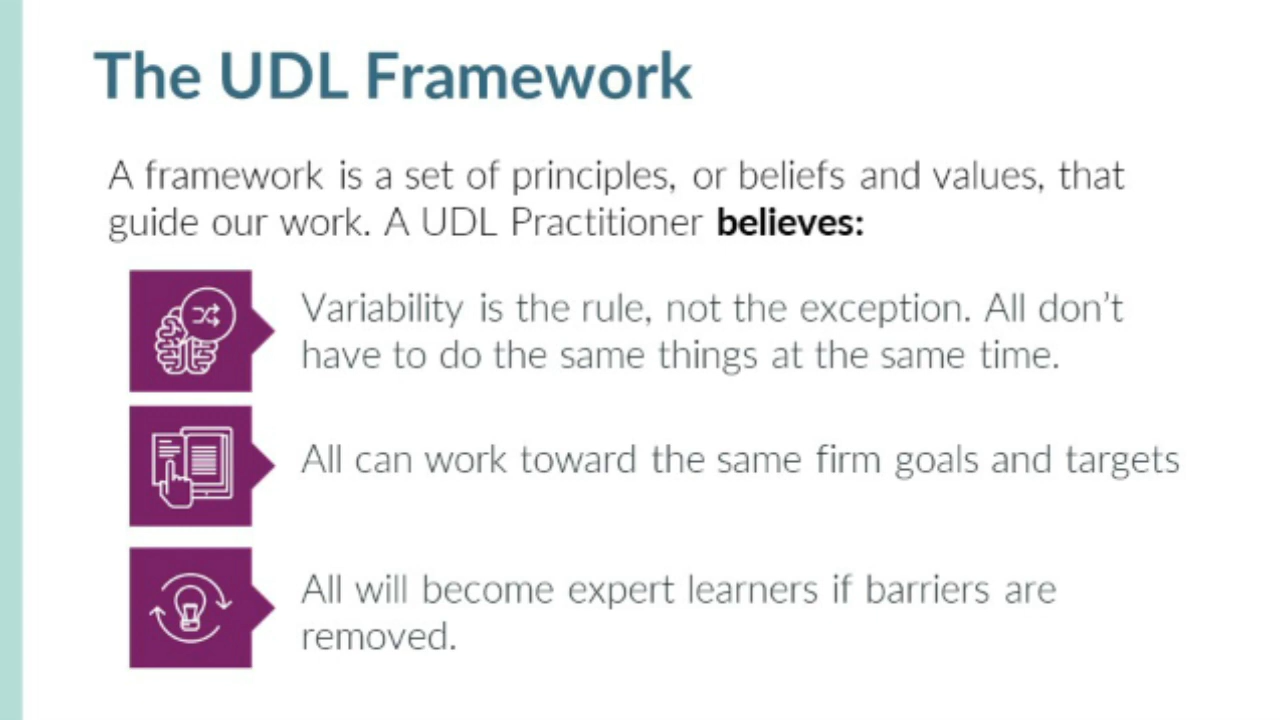 The UDL Framework
A framework is a set of principles, or beliefs and values, that
guide our work. A UDL Practitioner believes:
Variability is the rule, not the exception. All don’t
have to do the same things at the same time.
All can work toward the same firm goals and targets
All will become expert learners if barriers are
removed.